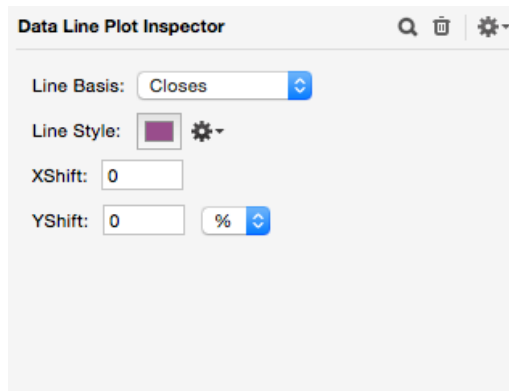 Data Line Plot Inspector
Line Basis: Closes
Line Style:
XShift: 0
YShift: 0 %